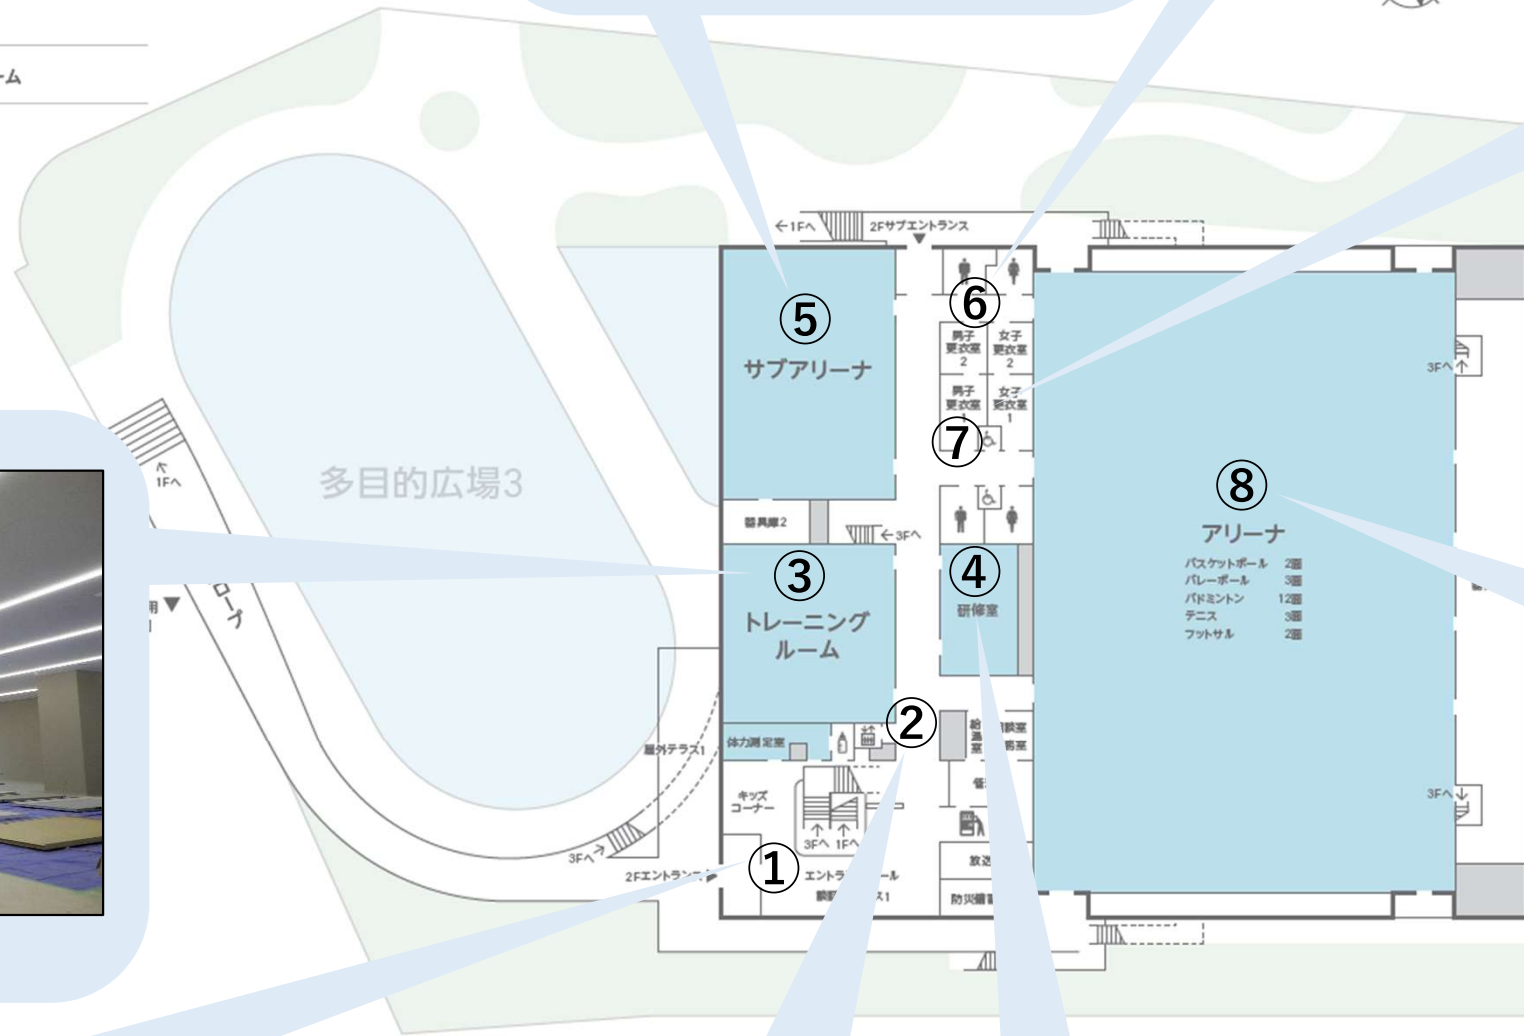 ーム
←1Fへ
2Fサブエントランス
⑤
サブアリーナ
⑥
男子
更衣室
2
女子
更衣室
2
男子
更衣室
1
女子
更衣室
1
⑦
3Fへ
1Fへ
多目的広場3
⑧
アリーナ
バスケットボール 2面
バレーボール 3面
バドミントン 12面
テニス 3面
フットサル 2面
器具庫2
←3Fへ
③
トレーニング
ルーム
④
研修室
ロープ
②
体力測定室
屋外テラス1
キッズ
コーナー
3Fへ 1Fへ
3Fへ
3Fへ
2Fエントランス
①
放送
防災備